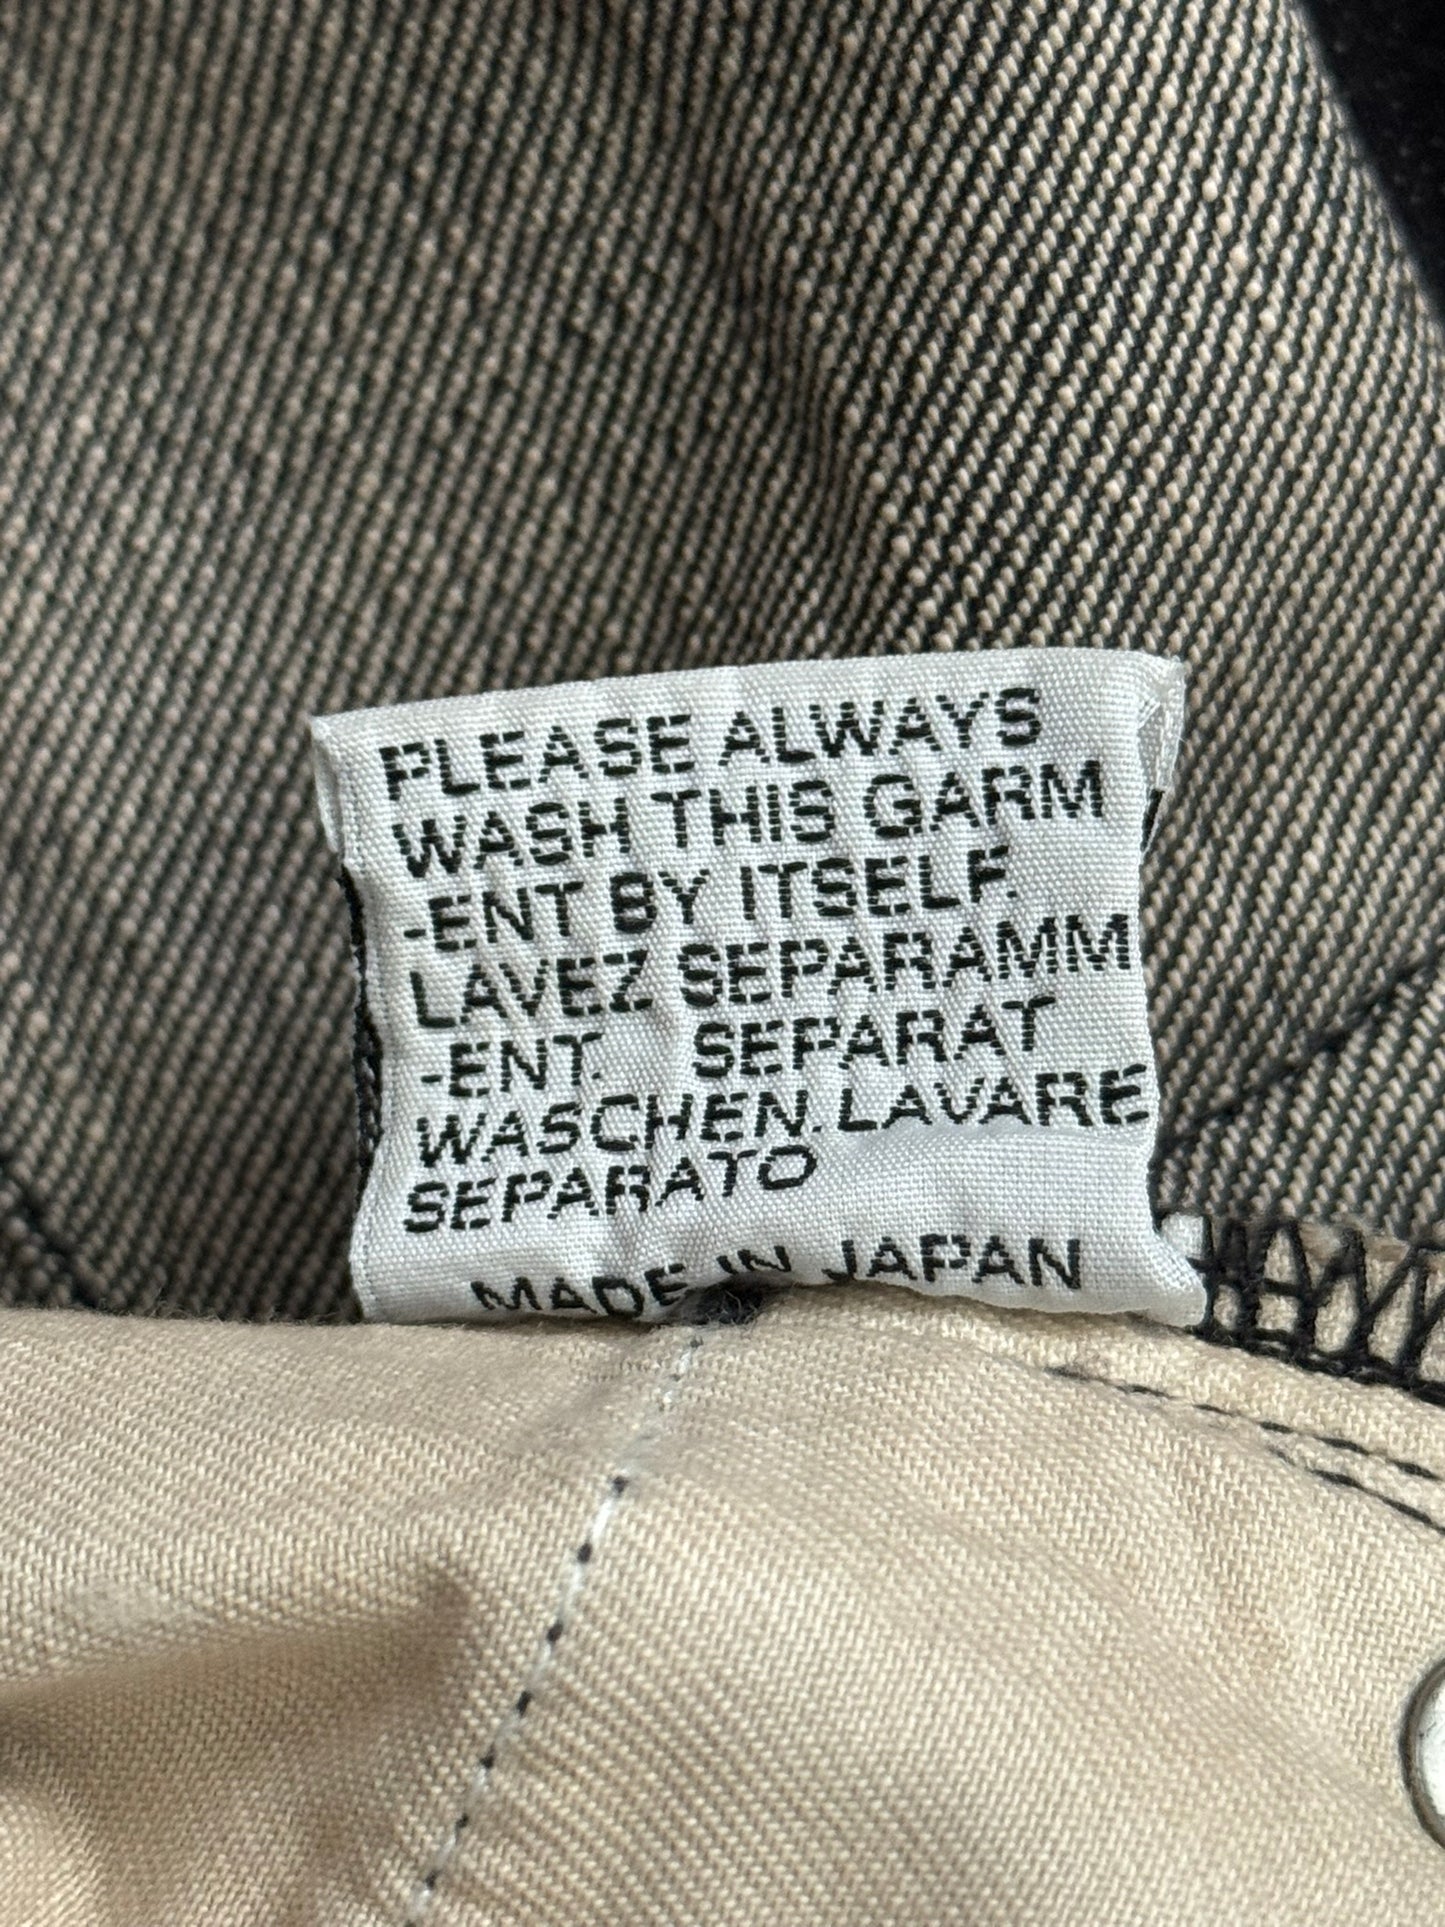 PLEASE ALWAYS
WASH THIS GARM
-ENT BY ITSELF.
LAVEZ SEPARAMM
-ENT. SEPARAT
WASCHEN. LAVARE
SEPARATO
MADE IN JAPAN